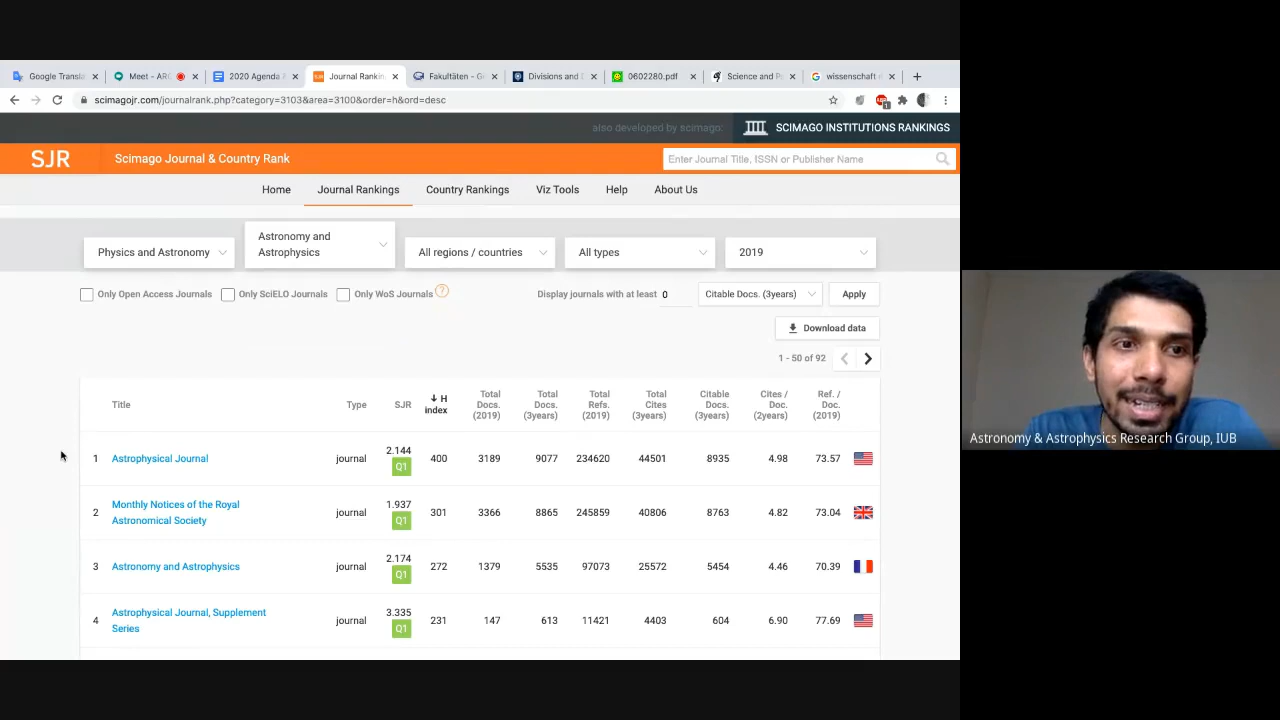 Google Transla
Meet - ARG
2020 Agenda
Journal Rankin
Fakultäten - G
Divisions and
0602280.pdf
Science and P
wissenschaft
scimagojr.com/journalrank.php?category=3103&area=3100&order=h&ord=desc
also developed by scimago:
SCIMAGO INSTITUTIONS RANKINGS
SJR
Scimago Journal & Country Rank
Enter Journal Title, ISSN or Publisher Name
Home Journal Rankings Country Rankings Viz Tools Help About Us
Physics and Astronomy
Astronomy and
Astrophysics
All regions / countries
All types
2019
Only Open Access Journals Only SciELO Journals Only WoS Journals ?
Display journals with at least 0 Citable Docs. (3years) Apply
Download data
1 - 50 of 92
Title
Type
SJR
↓ H
index
Total
Docs.
(2019)
Total
Docs.
(3years)
Total
Refs.
(2019)
Total
Cites
(3years)
Citable
Docs.
(3years)
Cites /
Doc.
(2years)
Ref. /
Doc.
(2019)
1 Astrophysical Journal journal 2.144 Q1 400 3189 9077 234620 44501 8935 4.98 73.57
2 Monthly Notices of the Royal
Astronomical Society journal 1.937 Q1 301 3366 8865 245859 40806 8763 4.82 73.04
3 Astronomy and Astrophysics journal 2.174 Q1 272 1379 5535 97073 25572 5454 4.46 70.39
4 Astrophysical Journal, Supplement
Series journal 3.335 Q1 231 147 613 11421 4403 604 6.90 77.69
Astronomy & Astrophysics Research Group, IUB